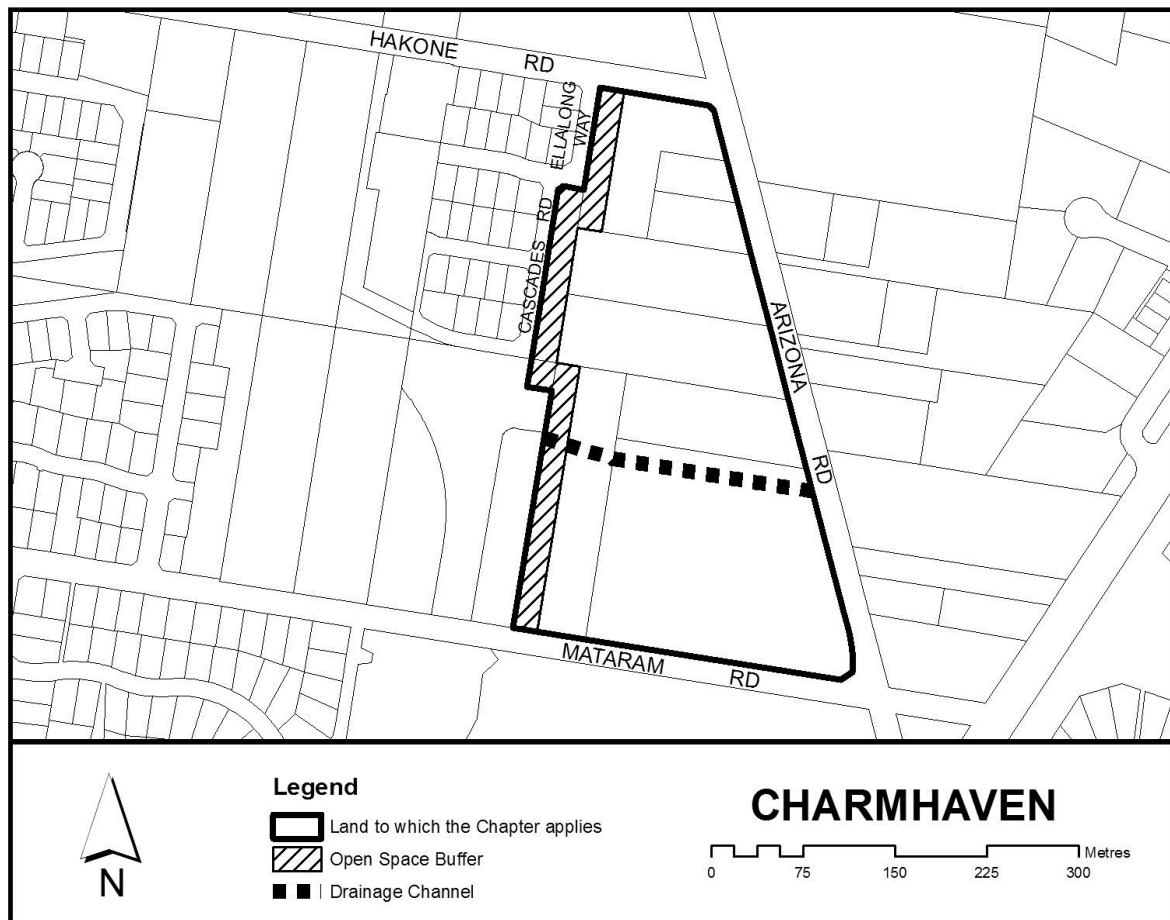 HAKONE RD
ELLALONG
WAY
CASCADES RD
ARIZONA RD
MATARAM RD
N
Legend
Land to which the Chapter applies
Open Space Buffer
Drainage Channel
CHARMHAVEN
Metres
0 75 150 225 300